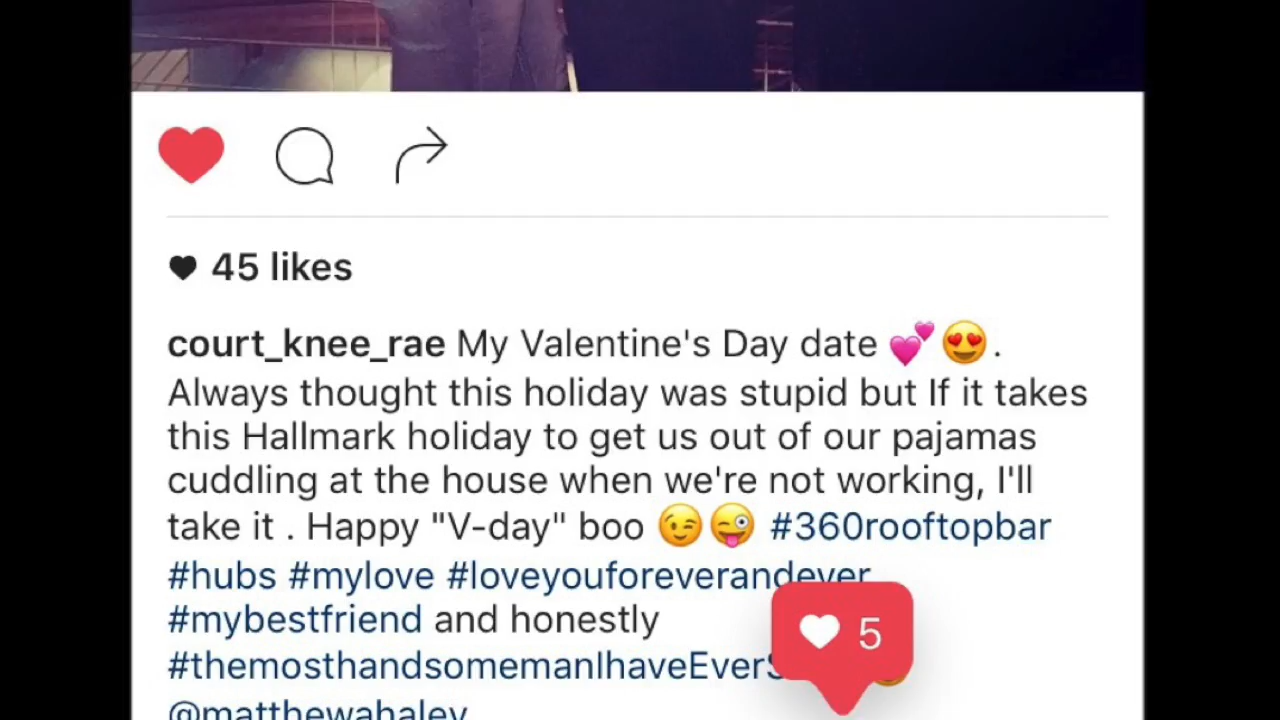 45 likes
court_knee_rae My Valentine's Day date 💕😍.
Always thought this holiday was stupid but If it takes
this Hallmark holiday to get us out of our pajamas
cuddling at the house when we're not working, I'll
take it . Happy "V-day" boo 😉😜 #360rooftopbar
#hubs #mylove #loveyouforeverandever
#mybestfriend and honestly
5
@matthewahaley